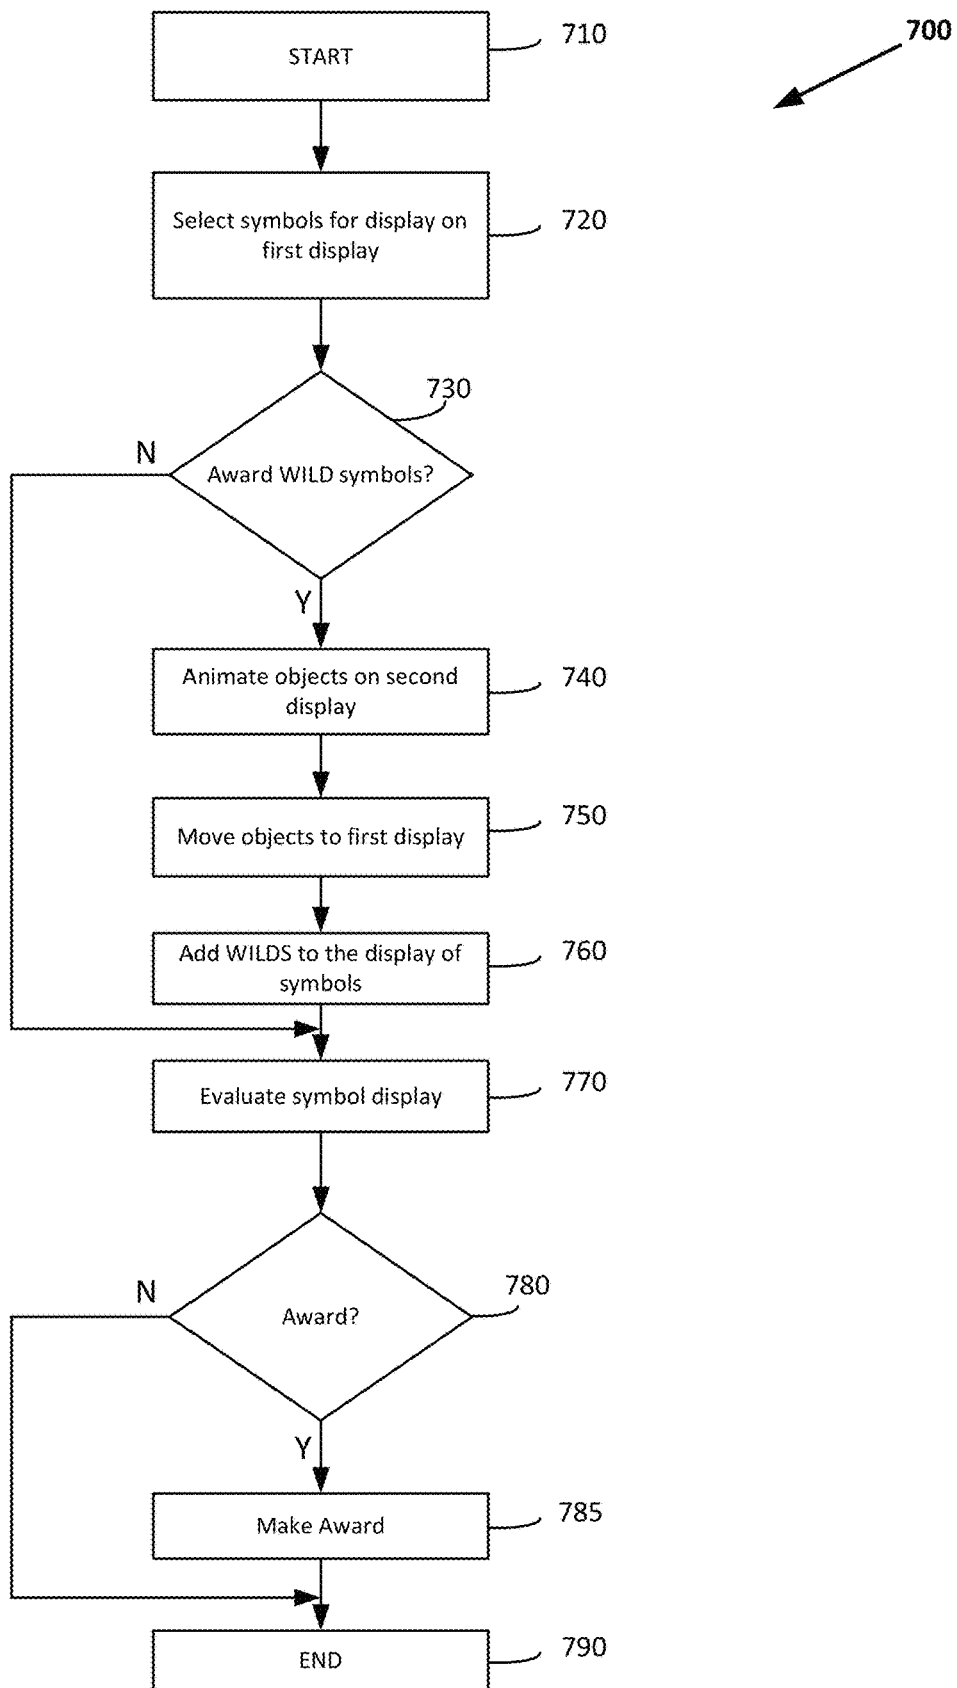 700
START
710
Select symbols for display on
first display
720
730
Award WILD symbols?
N
Y
Animate objects on second
display
740
Move objects to first display
750
Add WILDS to the display of
symbols
760
Evaluate symbol display
770
Award?
780
N
Y
Make Award
785
END
790